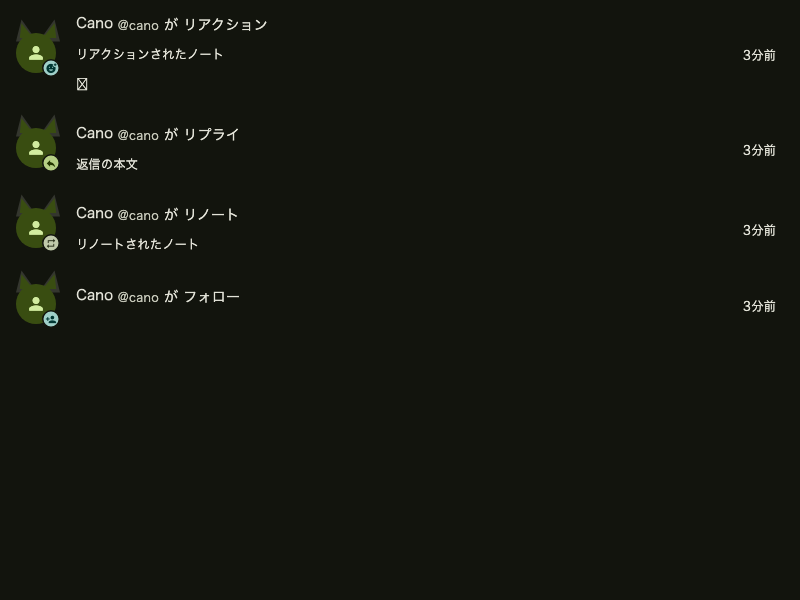 Cano @cano が リアクション
リアクションされたノート
3分前
Cano @cano が リプライ
返信の本文
3分前
Cano @cano が リノート
リノートされたノート
3分前
Cano @cano が フォロー
3分前